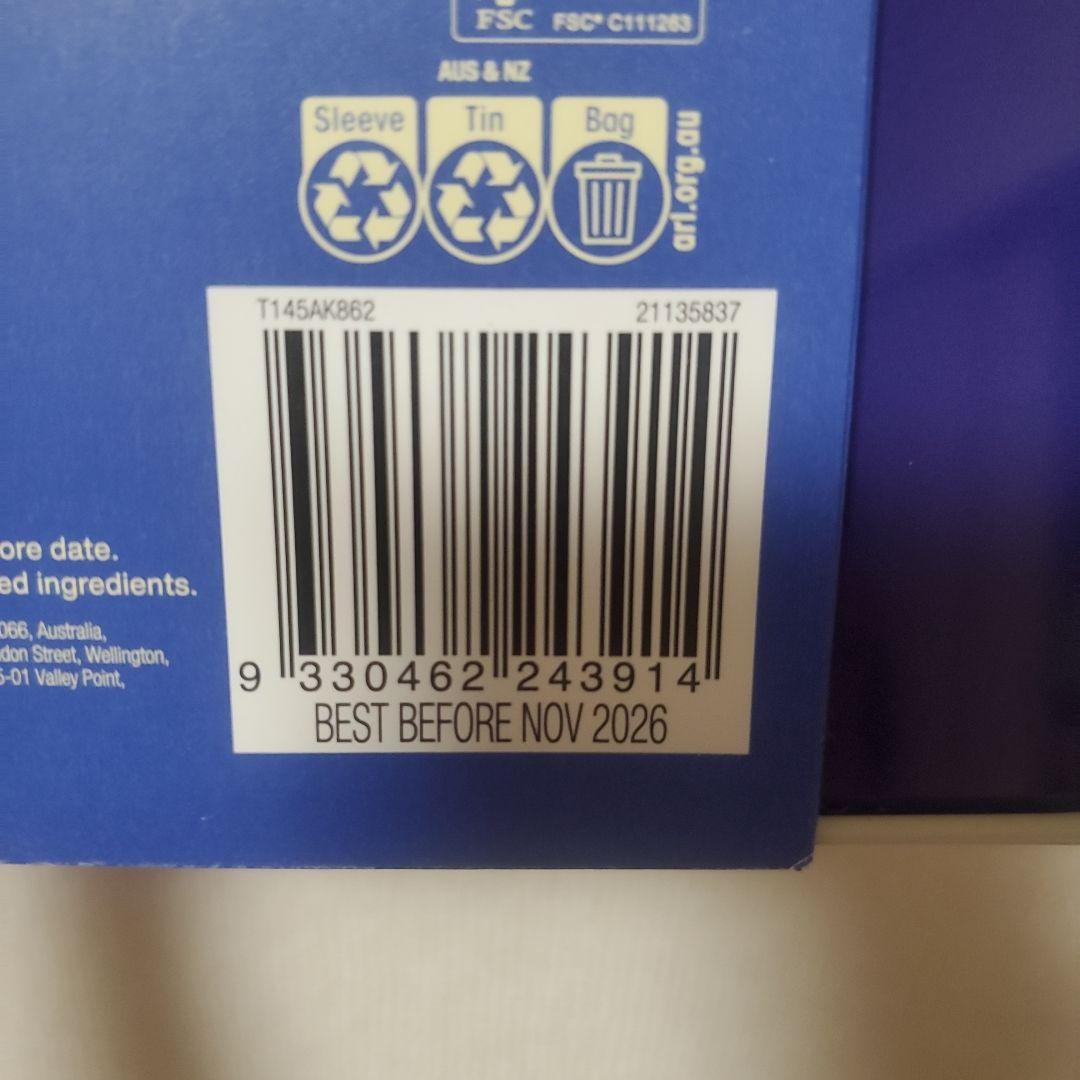 FSC FSC® C111263
AUS & NZ
Sleeve Tin Bag
arl.org.au
T145AK862 21135837
ore date.
ed ingredients.
066, Australia,
don Street, Wellington,
5-01 Valley Point,
9 330462 243914
BEST BEFORE NOV 2026